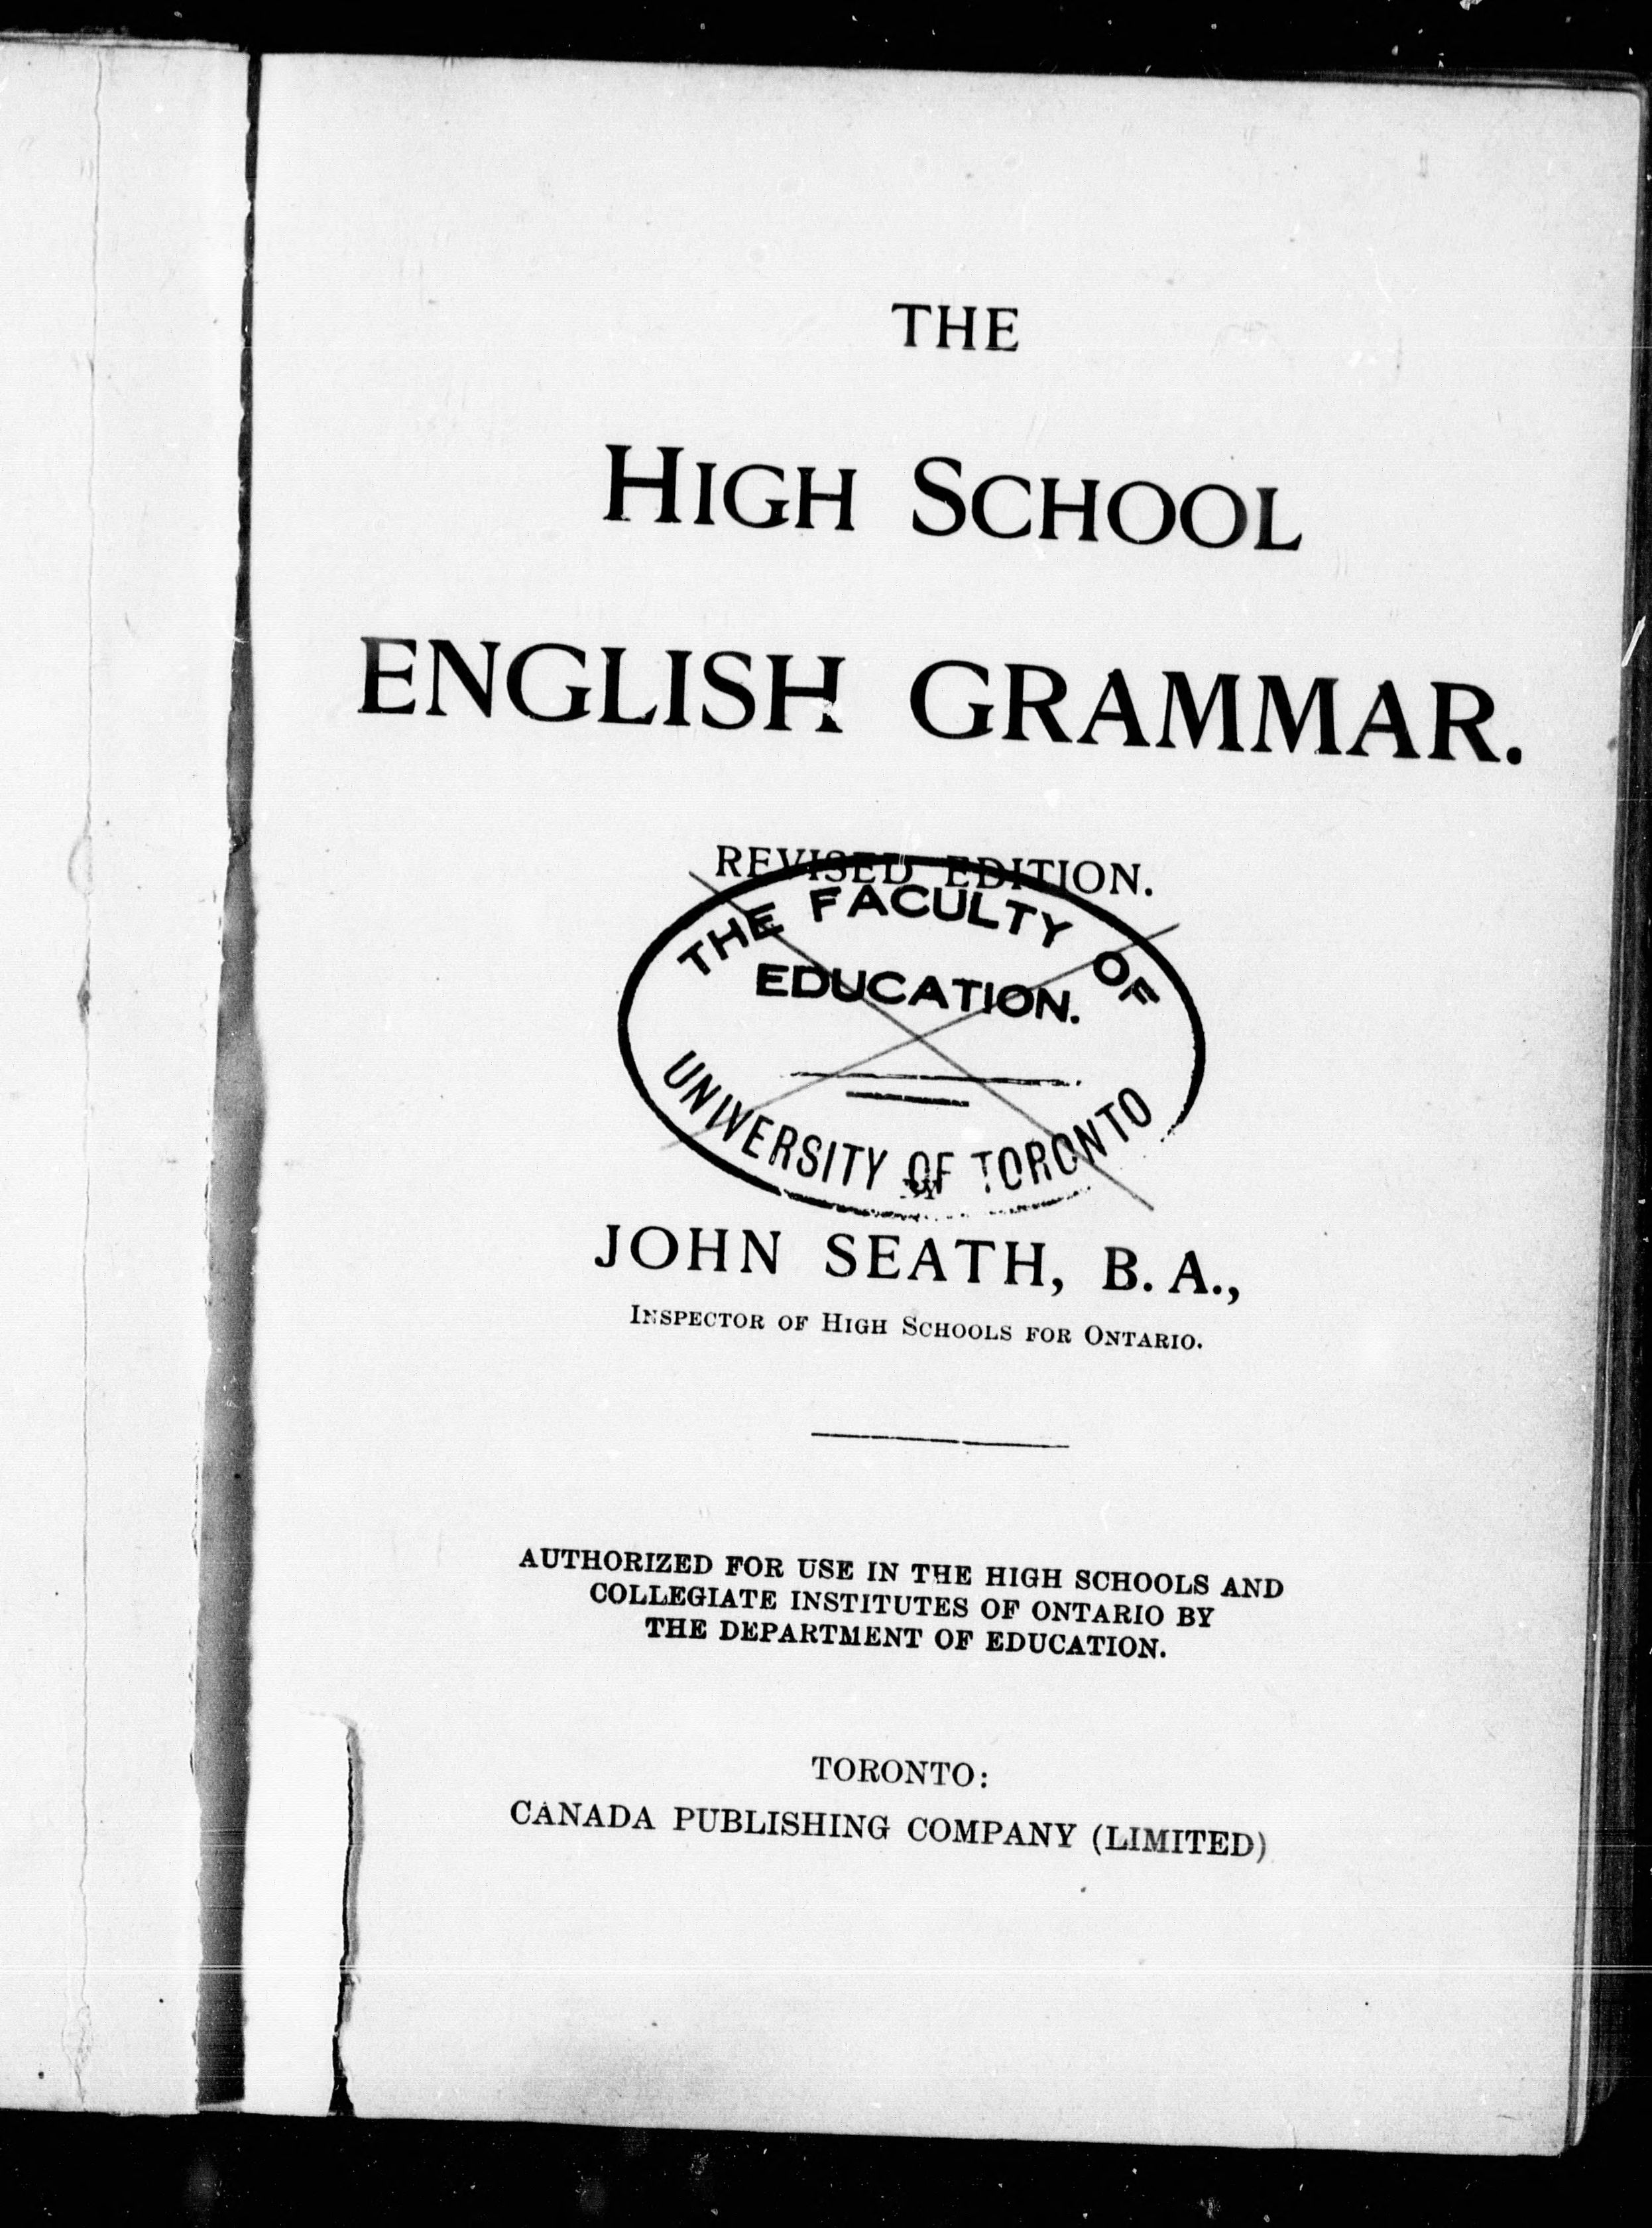 THE
HIGH SCHOOL
ENGLISH GRAMMAR.
REVISED EDITION.
THE FACULTY OF
EDUCATION.
UNIVERSITY OF TORONTO
BY
JOHN SEATH, B. A.,
INSPECTOR OF HIGH SCHOOLS FOR ONTARIO.
AUTHORIZED FOR USE IN THE HIGH SCHOOLS AND
COLLEGIATE INSTITUTES OF ONTARIO BY
THE DEPARTMENT OF EDUCATION.
TORONTO:
CANADA PUBLISHING COMPANY (LIMITED)